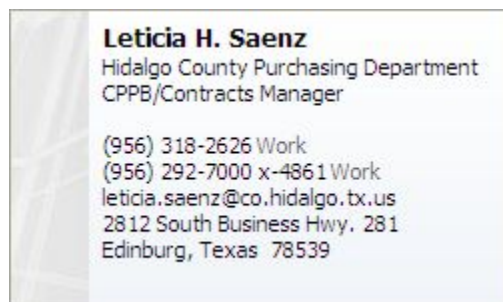 Leticia H. Saenz
Hidalgo County Purchasing Department
CPPB/Contracts Manager
(956) 318-2626 Work
(956) 292-7000 x-4861 Work
leticia.saenz@co.hidalgo.tx.us
2812 South Business Hwy. 281
Edinburg, Texas 78539